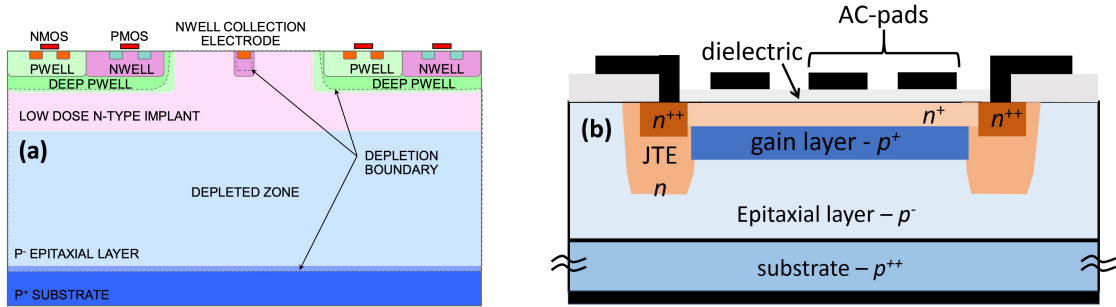 NMOS
PMOS
NWELL COLLECTION
ELECTRODE
PWELL
NWELL
PWELL
NWELL
DEEP PWELL
DEEP PWELL
LOW DOSE N-TYPE IMPLANT
(a)
DEPLETION
BOUNDARY
DEPLETED ZONE
P⁻ EPITAXIAL LAYER
P⁺ SUBSTRATE
AC-pads
dielectric
n⁺⁺
n⁺
n⁺⁺
(b)
gain layer - p⁺
JTE
n
Epitaxial layer – p⁻
substrate – p⁺⁺